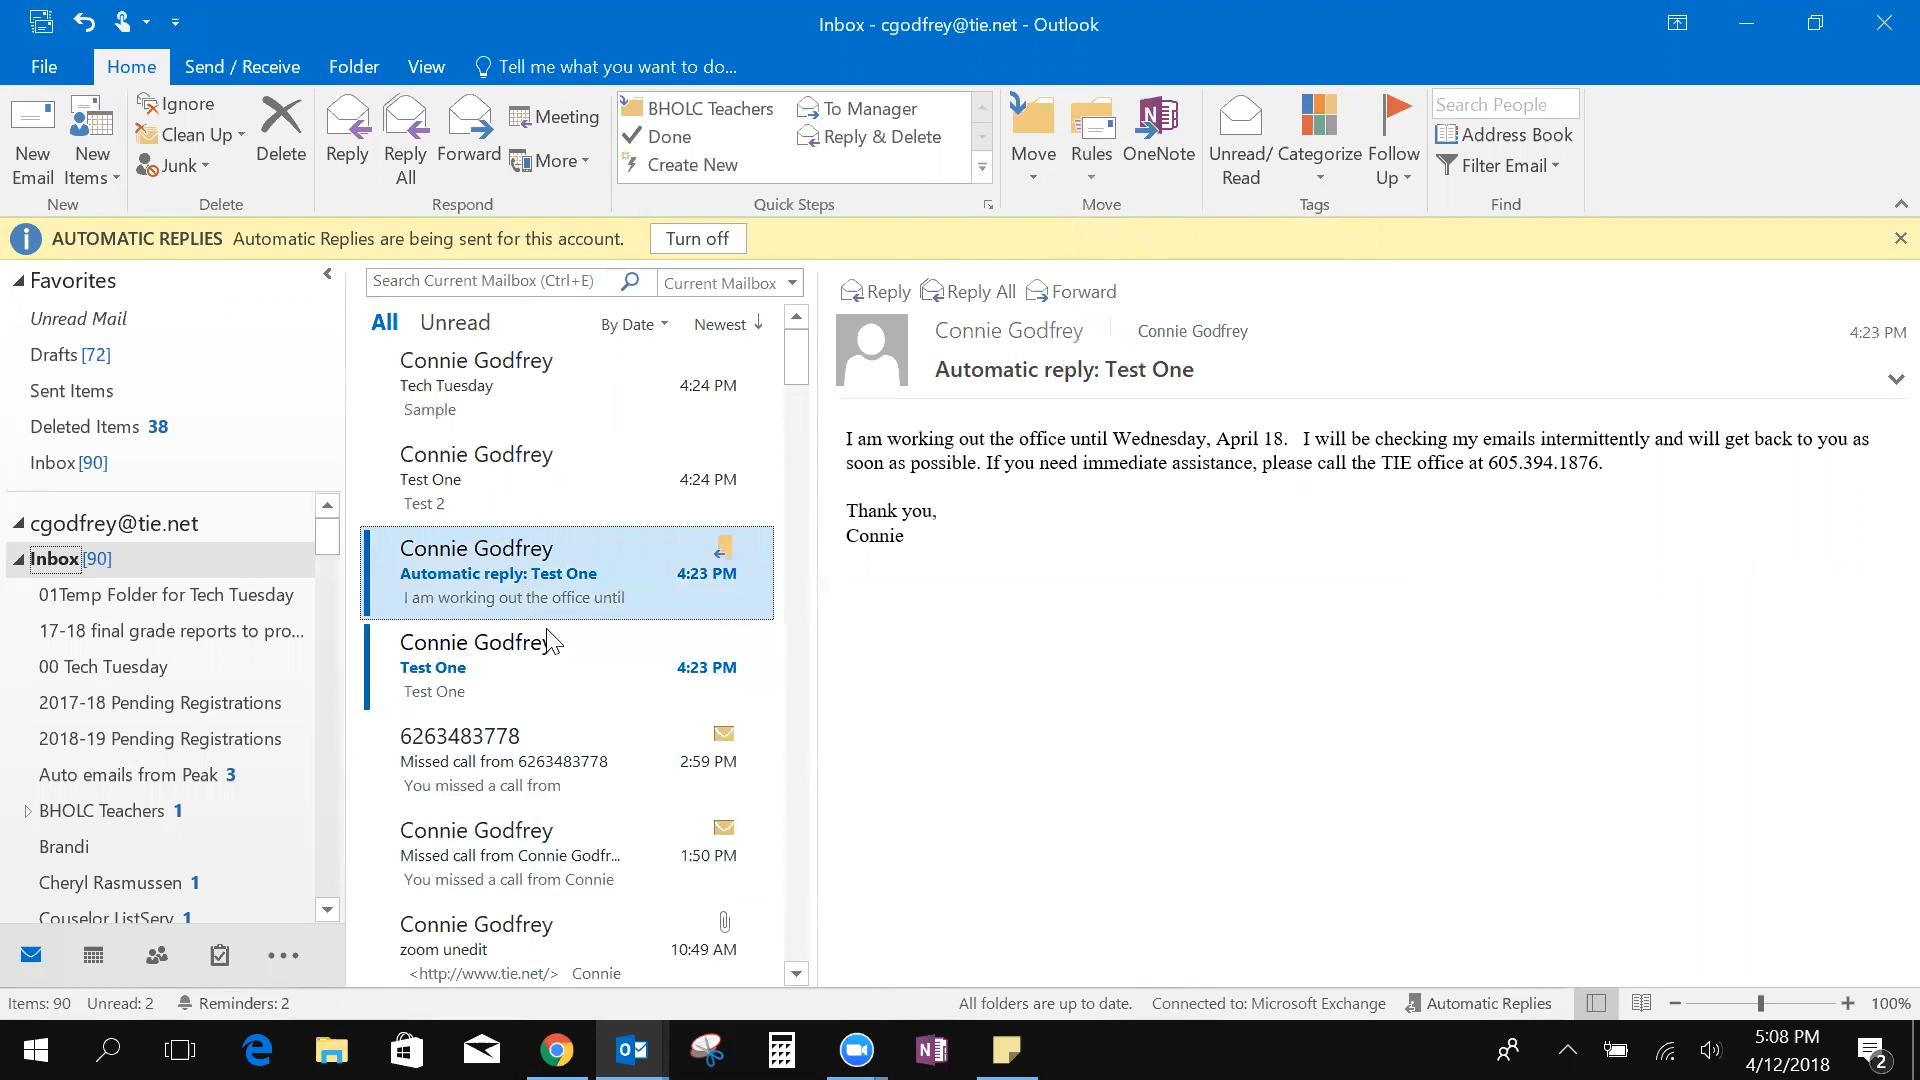 Inbox - cgodfrey@tie.net - Outlook
File Home Send / Receive Folder View Tell me what you want to do...
New Email
New Items
Ignore
Clean Up
Junk
Delete
Reply
Reply All
Forward
Meeting
More
BHOLC Teachers
Done
Create New
To Manager
Reply & Delete
Move
Rules
OneNote
Unread/ Read
Categorize
Follow Up
Search People
Address Book
Filter Email
New Delete Respond Quick Steps Move Tags Find
AUTOMATIC REPLIES Automatic Replies are being sent for this account. Turn off
Favorites
Unread Mail
Drafts [72]
Sent Items
Deleted Items 38
Inbox [90]
cgodfrey@tie.net
Inbox [90]
01Temp Folder for Tech Tuesday
17-18 final grade reports to pro...
00 Tech Tuesday
2017-18 Pending Registrations
2018-19 Pending Registrations
Auto emails from Peak 3
BHOLC Teachers 1
Brandi
Cheryl Rasmussen 1
Couselor ListServ 1
Search Current Mailbox (Ctrl+E) Current Mailbox
All Unread By Date Newest
Connie Godfrey
Tech Tuesday 4:24 PM
Sample
Connie Godfrey
Test One 4:24 PM
Test 2
Connie Godfrey
Automatic reply: Test One 4:23 PM
I am working out the office until
Connie Godfrey
Test One 4:23 PM
Test One
6263483778
Missed call from 6263483778 2:59 PM
You missed a call from
Connie Godfrey
Missed call from Connie Godfr... 1:50 PM
You missed a call from Connie
Connie Godfrey
zoom unedit 10:49 AM
<http://www.tie.net/> Connie
Reply Reply All Forward
Connie Godfrey Connie Godfrey 4:23 PM
Automatic reply: Test One
I am working out the office until Wednesday, April 18. I will be checking my emails intermittently and will get back to you as
soon as possible. If you need immediate assistance, please call the TIE office at 605.394.1876.
Thank you,
Connie
Items: 90 Unread: 2 Reminders: 2 All folders are up to date. Connected to: Microsoft Exchange Automatic Replies 100%
5:08 PM
4/12/2018
2